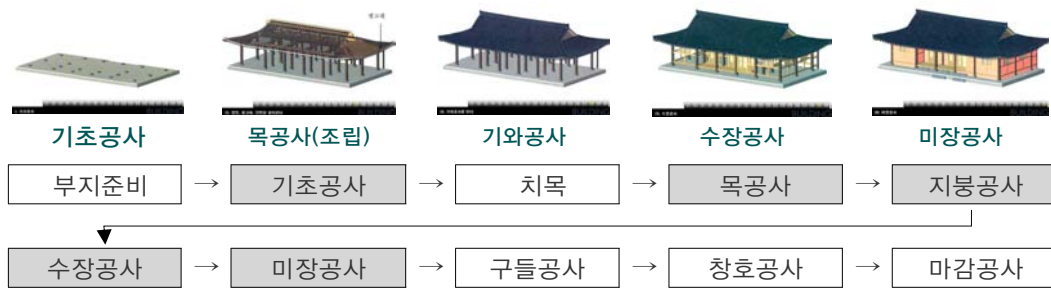 기초공사 목공사(조립) 기와공사 수장공사 미장공사
부지준비 → 기초공사 → 치목 → 목공사 → 지붕공사
수장공사 → 미장공사 → 구들공사 → 창호공사 → 마감공사